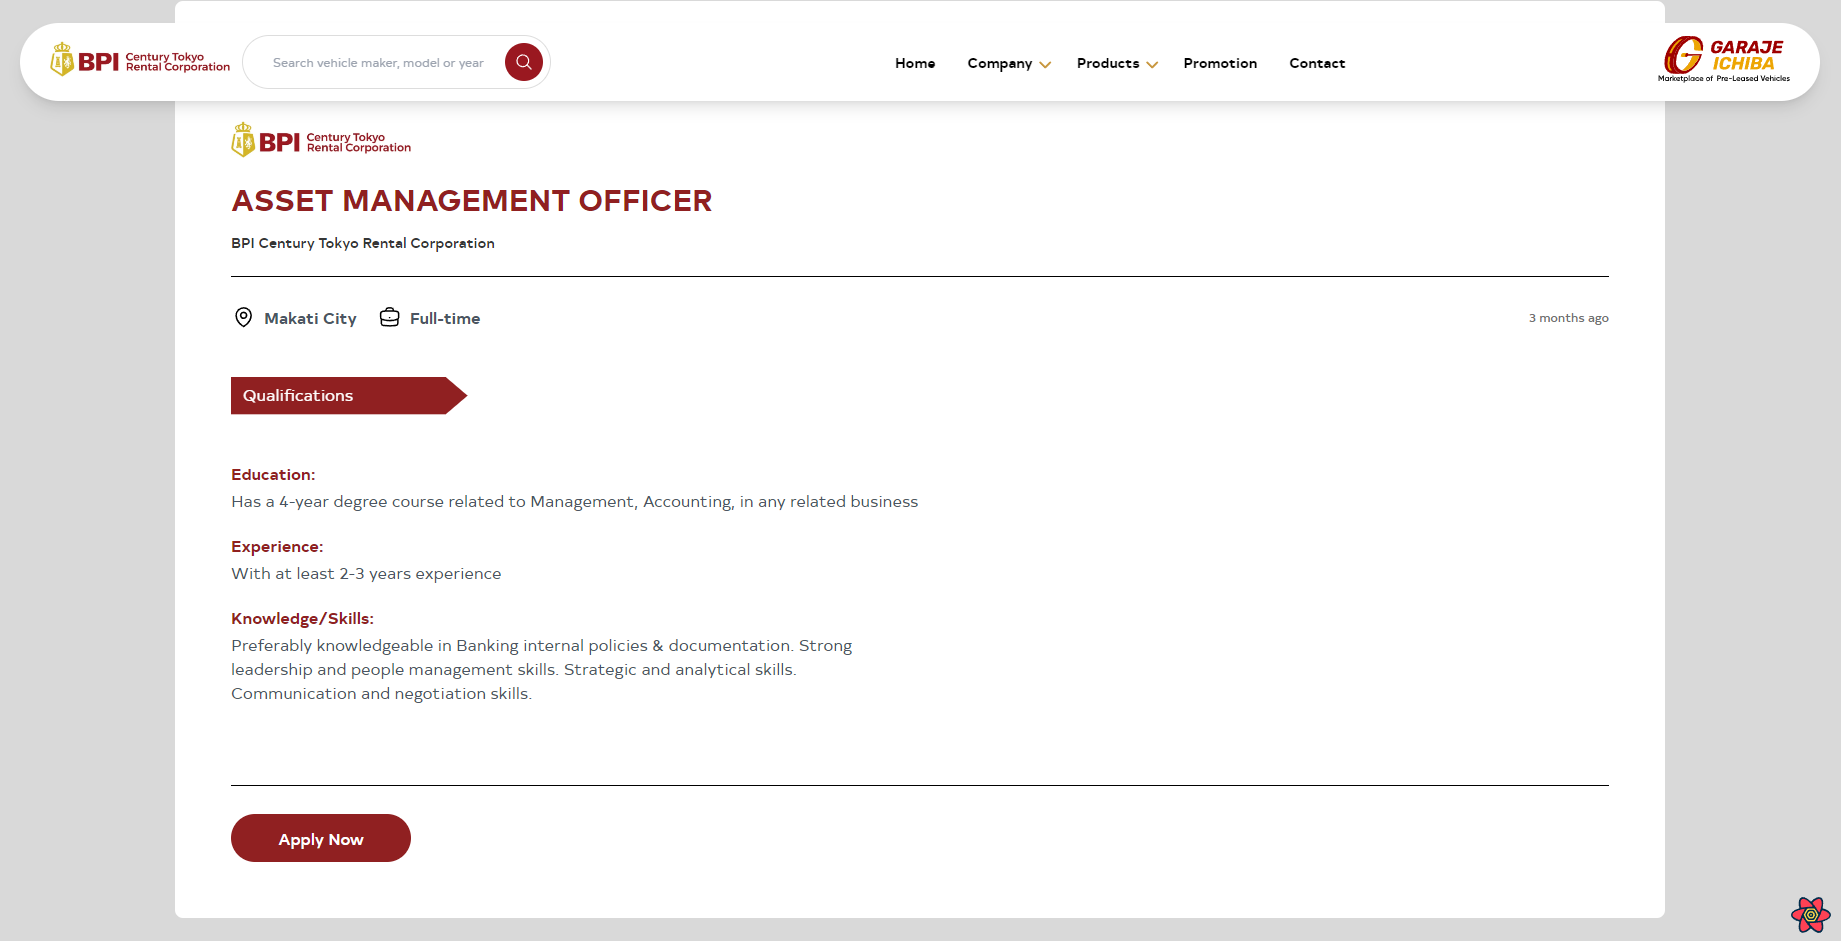 BPI Century Tokyo
Rental Corporation
Search vehicle maker, model or year
Home
Company
Products
Promotion
Contact
GARAJE
ICHIBA
Marketplace of Pre-Leased Vehicles
BPI Century Tokyo
Rental Corporation
ASSET MANAGEMENT OFFICER
BPI Century Tokyo Rental Corporation
Makati City
Full-time
3 months ago
Qualifications
Education:
Has a 4-year degree course related to Management, Accounting, in any related business
Experience:
With at least 2-3 years experience
Knowledge/Skills:
Preferably knowledgeable in Banking internal policies & documentation. Strong
leadership and people management skills. Strategic and analytical skills.
Communication and negotiation skills.
Apply Now